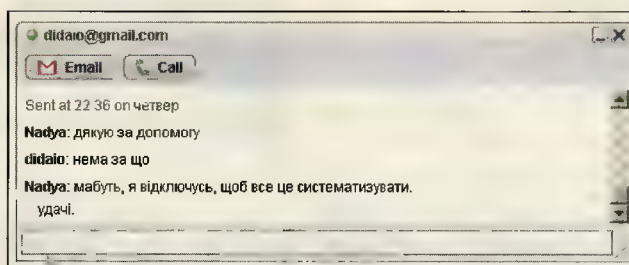 didaio@gmail.com
Email Call
Sent at 22 36 on четвер
Nadya: дякую за допомогу
didaio: нема за що
Nadya: мабуть, я відключусь, щоб все це систематизувати.
удачі.